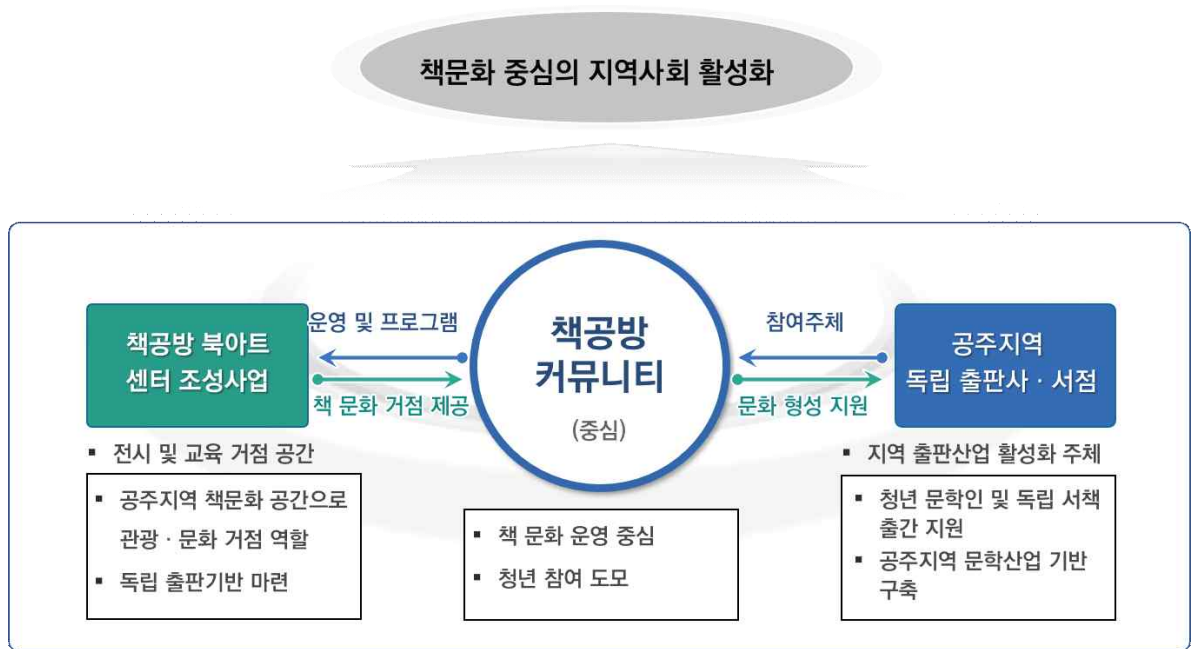 책문화 중심의 지역사회 활성화
책공방 북아트
센터 조성사업
운영 및 프로그램
책 문화 거점 제공
책공방
커뮤니티
(중심)
참여주체
문화 형성 지원
공주지역
독립 출판사 · 서점
▪ 전시 및 교육 거점 공간
▪ 공주지역 책문화 공간으로
관광 · 문화 거점 역할
▪ 독립 출판기반 마련
▪ 책 문화 운영 중심
▪ 청년 참여 도모
▪ 지역 출판산업 활성화 주체
▪ 청년 문학인 및 독립 서책
출간 지원
▪ 공주지역 문학산업 기반
구축